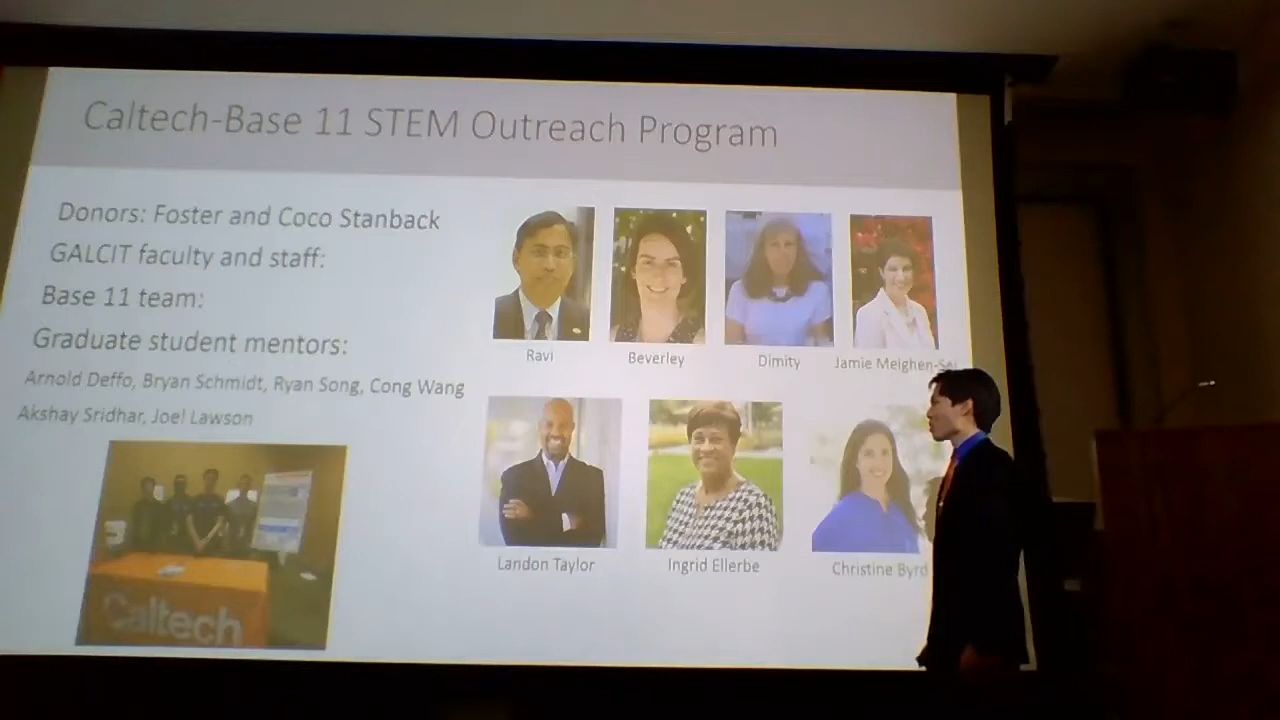 Caltech-Base 11 STEM Outreach Program
Donors: Foster and Coco Stanback
GALCIT faculty and staff:
Base 11 team:
Graduate student mentors:
Arnold Deffo, Bryan Schmidt, Ryan Song, Cong Wang
Akshay Sridhar, Joel Lawson
Ravi
Beverley
Dimity
Jamie Meighen-
Landon Taylor
Ingrid Ellerbe
Christine Byrd
Caltech